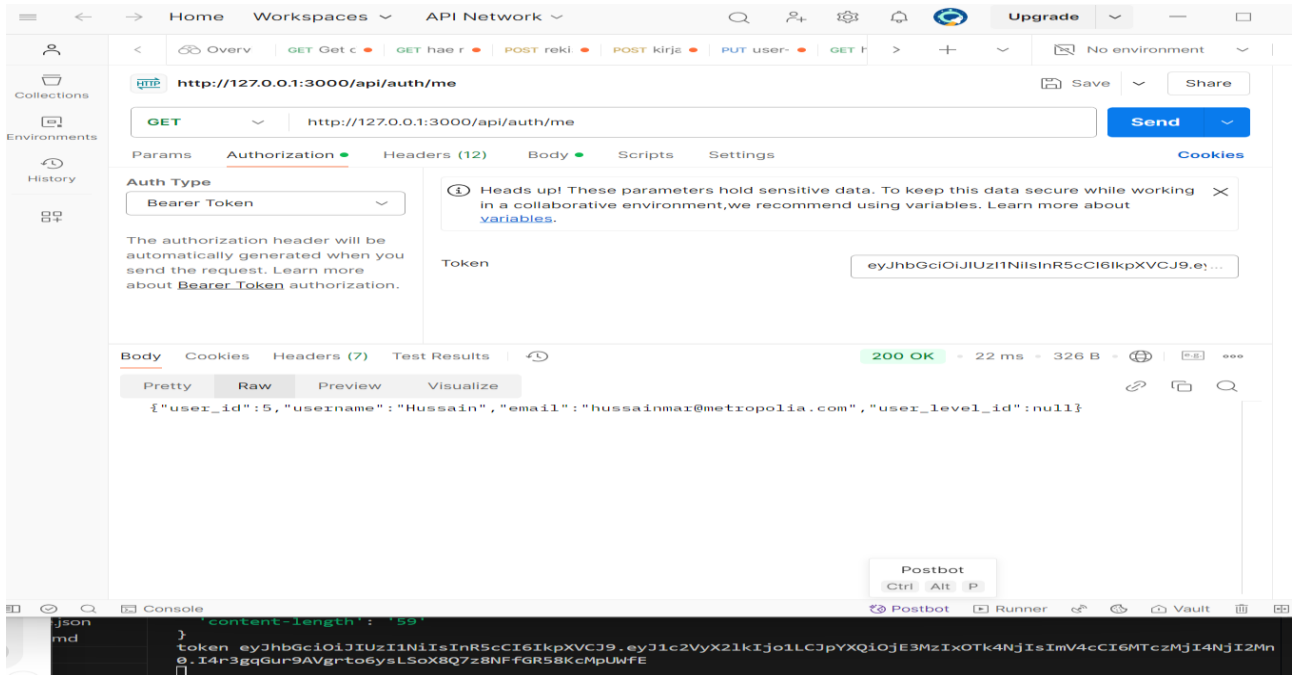 Home Workspaces API Network Upgrade
Overv GET Get c GET hae r POST reki POST kirja PUT user- GET h No environment
HTTP http://127.0.0.1:3000/api/auth/me Save Share
Collections
GET http://127.0.0.1:3000/api/auth/me Send
Environments
Params Authorization Headers (12) Body Scripts Settings Cookies
History
Auth Type
Bearer Token
Heads up! These parameters hold sensitive data. To keep this data secure while working
in a collaborative environment,we recommend using variables. Learn more about
variables.
The authorization header will be
automatically generated when you
send the request. Learn more
about Bearer Token authorization.
Token eyJhbGciOiJIUzI1NiIsInR5cCI6IkpXVCJ9.ey...
Body Cookies Headers (7) Test Results 200 OK 22 ms 326 B e.g.
Pretty Raw Preview Visualize
{"user_id":5,"username":"Hussain","email":"hussainmar@metropolia.com","user_level_id":null}
Postbot
Ctrl Alt P
Console Postbot Runner Vault
.json 'content-length': '59'
md }
token eyJhbGciOiJIUzI1NiIsInR5cCI6IkpXVCJ9.eyJ1c2VyX2lkIjo1LCJpYXQiOjE3MzIxOTk4NjIsImV4cCI6MTczMjI4NjI2Mn
0.I4r3gqGur9AVgrto6ysLSoX8Q7z8NFfGR58KcMpUWfE